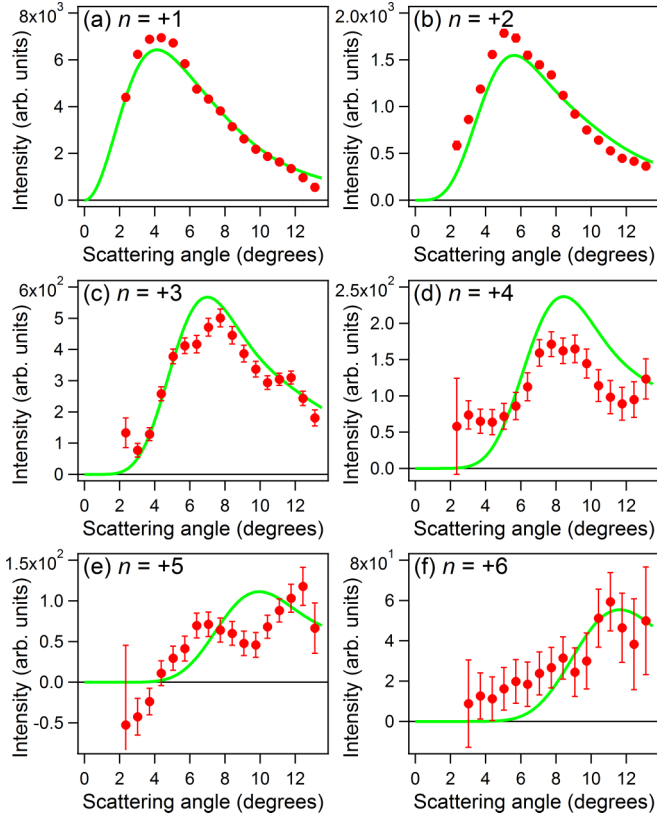 (a) n = +1
8x10³
6
4
2
0
Intensity (arb. units)
0 2 4 6 8 10 12
Scattering angle (degrees)
(b) n = +2
2.0x10³
1.5
1.0
0.5
0.0
Intensity (arb. units)
0 2 4 6 8 10 12
Scattering angle (degrees)
(c) n = +3
6x10²
5
4
3
2
1
0
Intensity (arb. units)
0 2 4 6 8 10 12
Scattering angle (degrees)
(d) n = +4
2.5x10²
2.0
1.5
1.0
0.5
0.0
Intensity (arb. units)
0 2 4 6 8 10 12
Scattering angle (degrees)
(e) n = +5
1.5x10²
1.0
0.5
0.0
-0.5
Intensity (arb. units)
0 2 4 6 8 10 12
Scattering angle (degrees)
(f) n = +6
8x10¹
6
4
2
0
Intensity (arb. units)
0 2 4 6 8 10 12
Scattering angle (degrees)